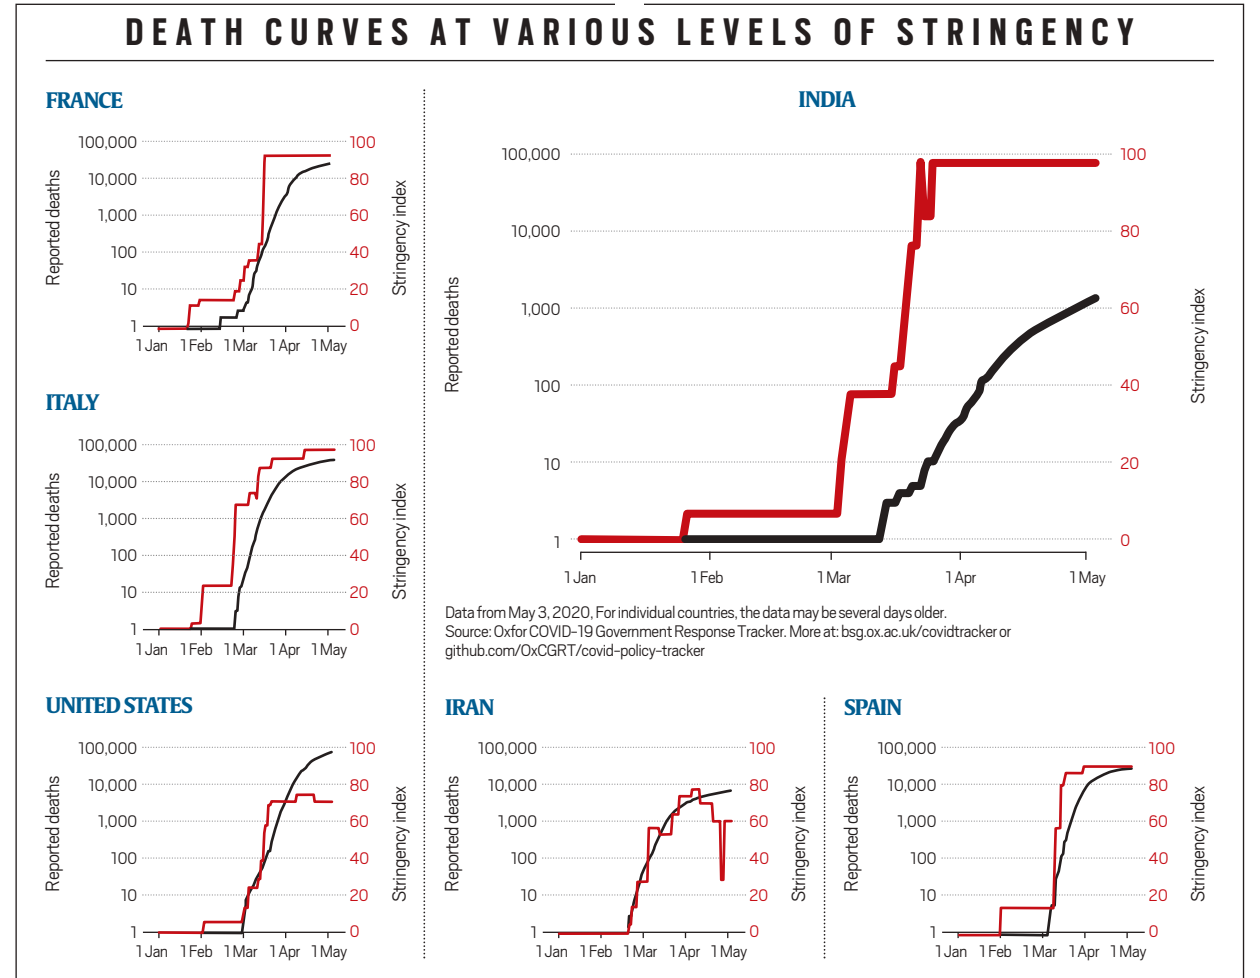 DEATH CURVES AT VARIOUS LEVELS OF STRINGENCY
FRANCE
100,000
10,000
1,000
100
10
1
Reported deaths
100
80
60
40
20
0
Stringency index
1 Jan 1 Feb 1 Mar 1 Apr 1 May
INDIA
100,000
10,000
1,000
100
10
1
Reported deaths
100
80
60
40
20
0
Stringency index
1 Jan 1 Feb 1 Mar 1 Apr 1 May
Data from May 3, 2020, For individual countries, the data may be several days older.
Source: Oxfor COVID-19 Government Response Tracker. More at: bsg.ox.ac.uk/covidtracker or
github.com/OxCGRT/covid-policy-tracker
ITALY
100,000
10,000
1,000
100
10
1
Reported deaths
100
80
60
40
20
0
Stringency index
1 Jan 1 Feb 1 Mar 1 Apr 1 May
UNITED STATES
100,000
10,000
1,000
100
10
1
Reported deaths
100
80
60
40
20
0
Stringency index
1 Jan 1 Feb 1 Mar 1 Apr 1 May
IRAN
100,000
10,000
1,000
100
10
1
Reported deaths
100
80
60
40
20
0
Stringency index
1 Jan 1 Feb 1 Mar 1 Apr 1 May
SPAIN
100,000
10,000
1,000
100
10
1
Reported deaths
100
80
60
40
20
0
Stringency index
1 Jan 1 Feb 1 Mar 1 Apr 1 May